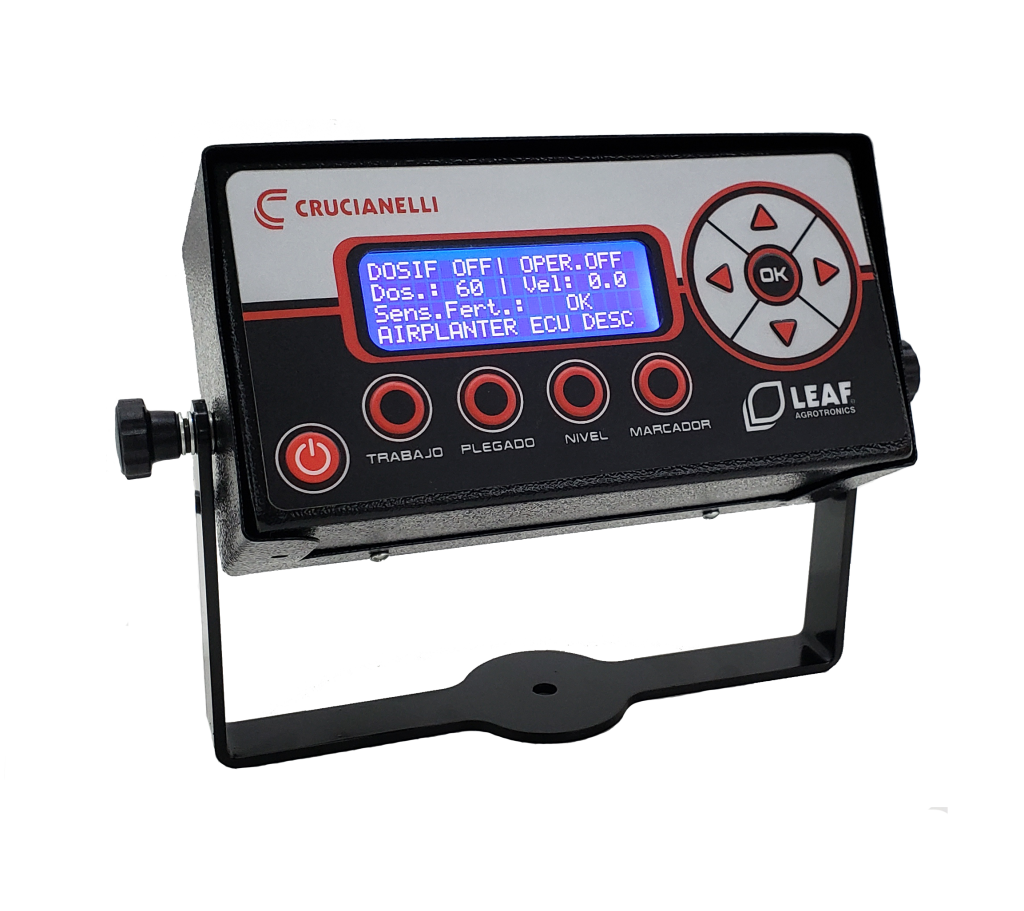 CRUCIANELLI
DOSIF OFF| OPER.OFF
Dos.: 60 | Vel: 0.0
Sens.Fert.: OK
AIRPLANTER ECU DESC
OK
TRABAJO
PLEGADO
NIVEL
MARCADOR
LEAF
AGROTRONICS